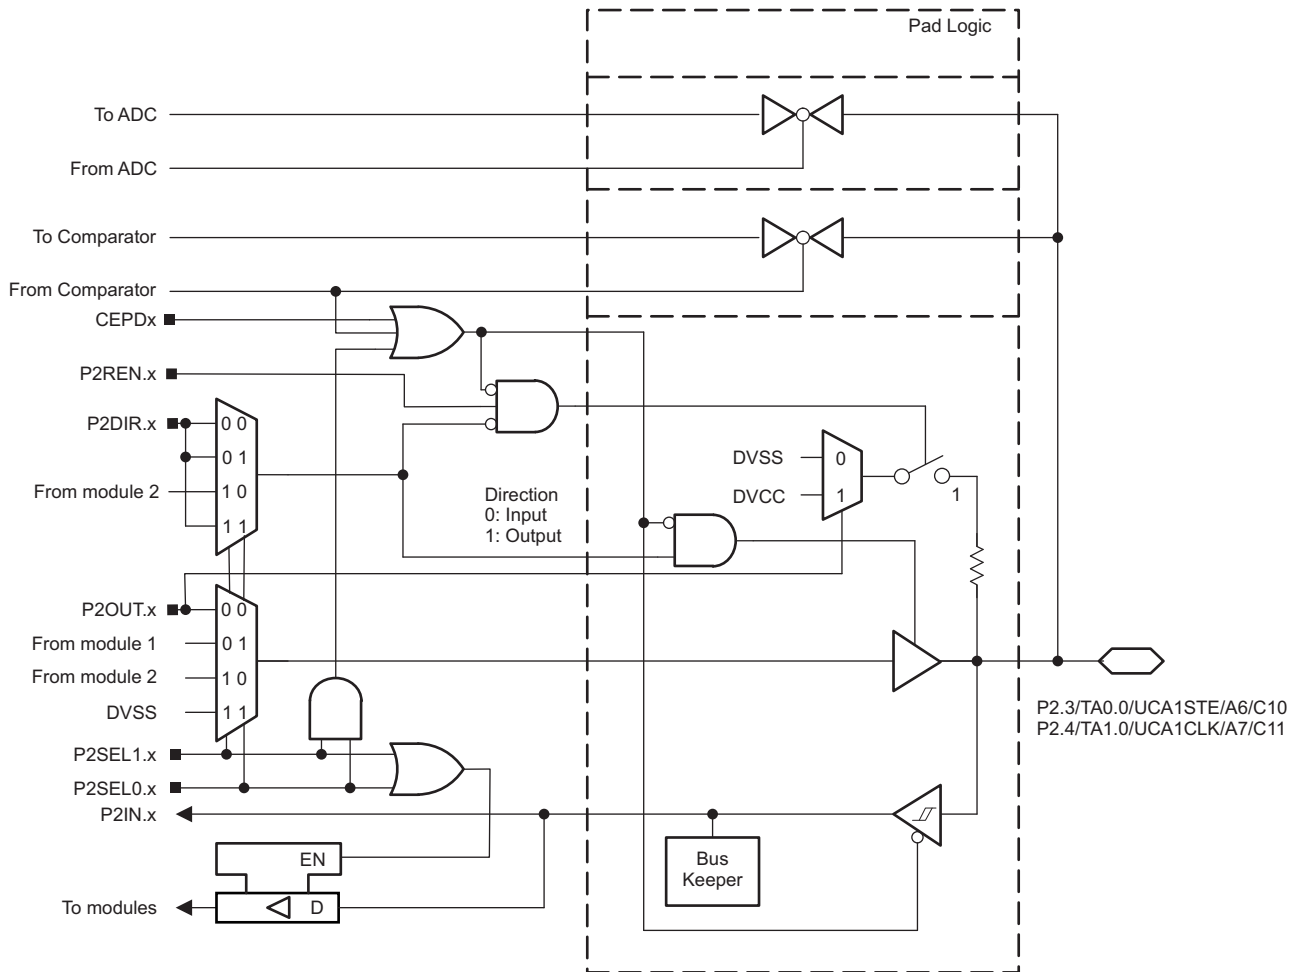 Pad Logic
To ADC
From ADC
To Comparator
From Comparator
CEPDx
P2REN.x
P2DIR.x
0 0
0 1
From module 2
1 0
1 1
Direction
0: Input
1: Output
DVSS
0
DVCC
1
1
P2OUT.x
0 0
From module 1
0 1
From module 2
1 0
DVSS
1 1
P2.3/TA0.0/UCA1STE/A6/C10
P2.4/TA1.0/UCA1CLK/A7/C11
P2SEL1.x
P2SEL0.x
P2IN.x
EN
Bus
Keeper
To modules
D